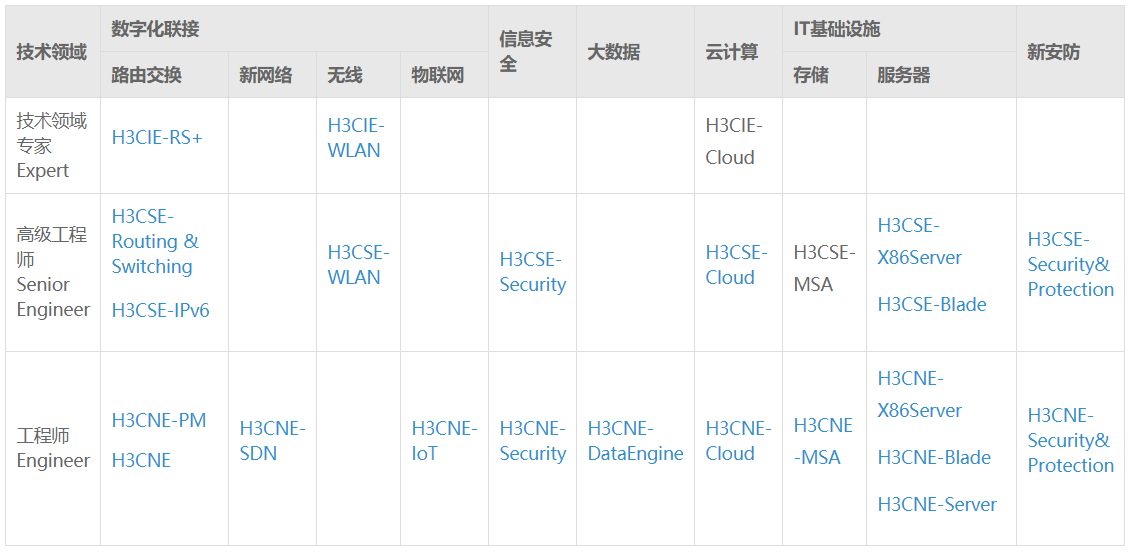 技术领域
数字化联接
信息安
全
大数据
云计算
IT基础设施
新安防
路由交换
新网络
无线
物联网
存储
服务器
技术领域
专家
Expert
H3CIE-RS+
H3CIE-
WLAN
H3CIE-
Cloud
高级工程
师
Senior
Engineer
H3CSE-
Routing &
Switching
H3CSE-IPv6
H3CSE-
WLAN
H3CSE-
Security
H3CSE-
Cloud
H3CSE-
MSA
H3CSE-
X86Server
H3CSE-Blade
H3CSE-
Security&
Protection
工程师
Engineer
H3CNE-PM
H3CNE
H3CNE-
SDN
H3CNE-
IoT
H3CNE-
Security
H3CNE-
DataEngine
H3CNE-
Cloud
H3CNE
-MSA
H3CNE-
X86Server
H3CNE-Blade
H3CNE-Server
H3CNE-
Security&
Protection